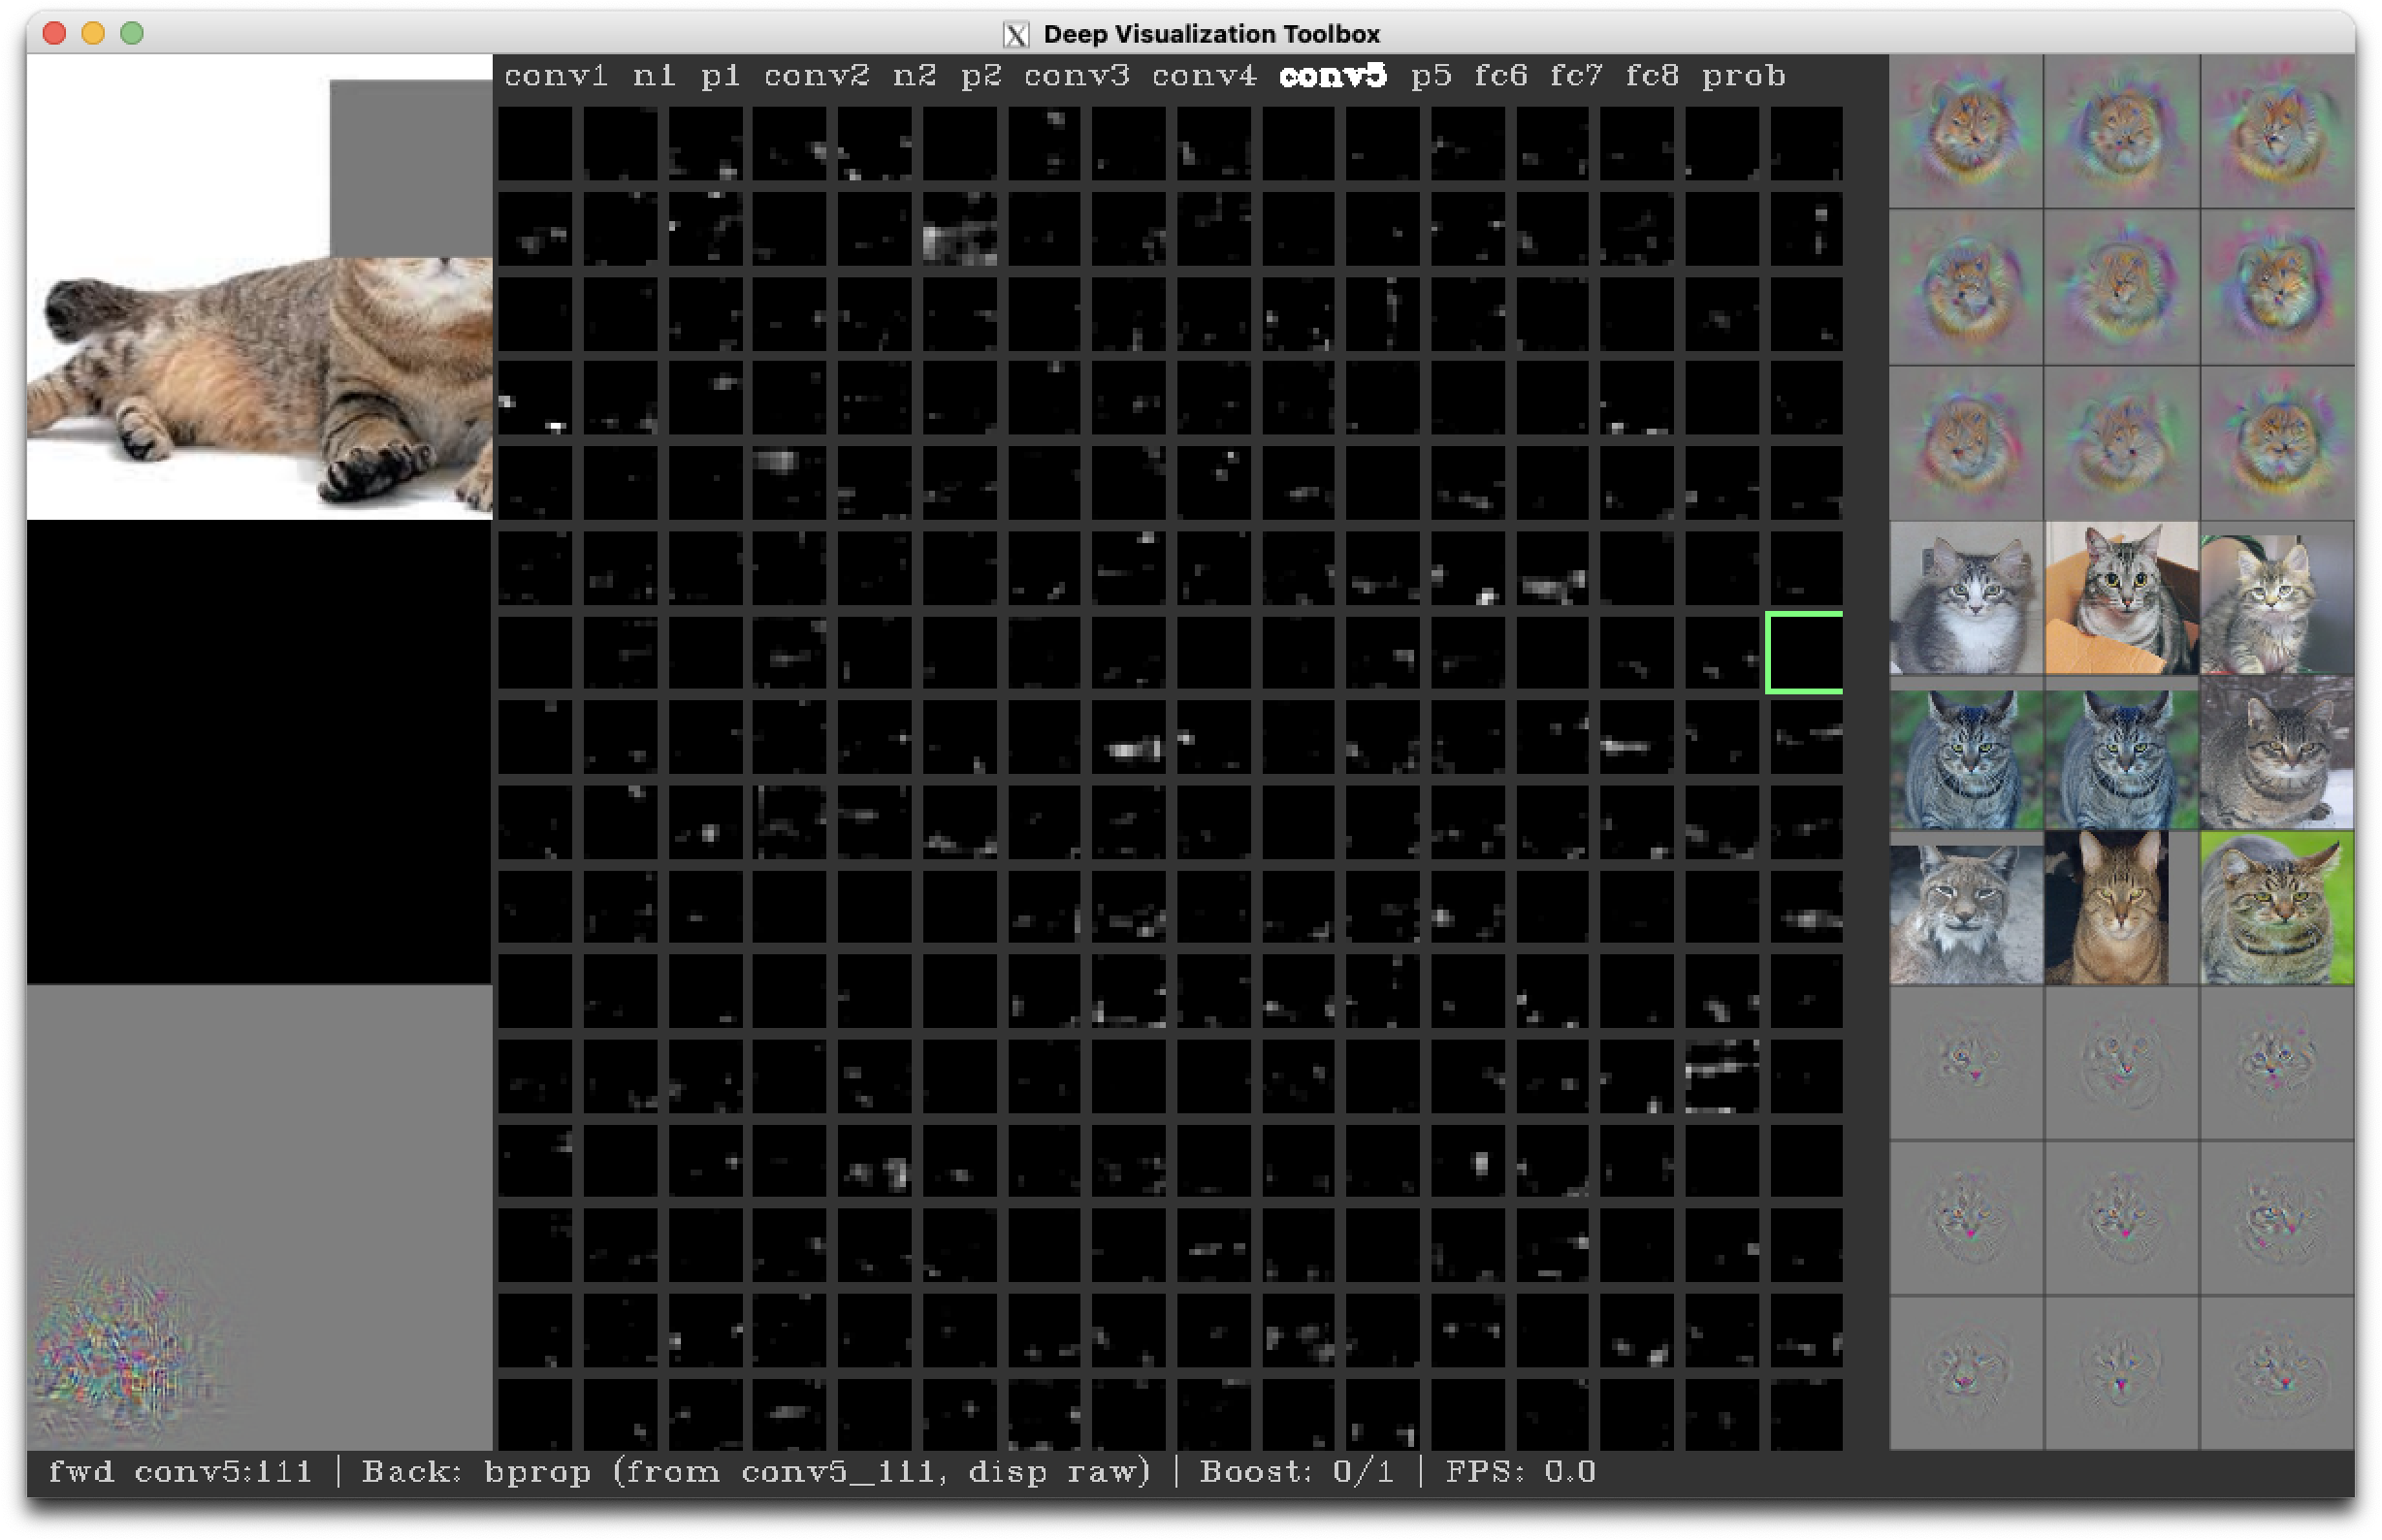 Deep Visualization Toolbox
conv1 n1 p1 conv2 n2 p2 conv3 conv4 conv5 p5 fc6 fc7 fc8 prob
fwd conv5:111 | Back: bprop (from conv5_111, disp raw) | Boost: 0/1 | FPS: 0.0